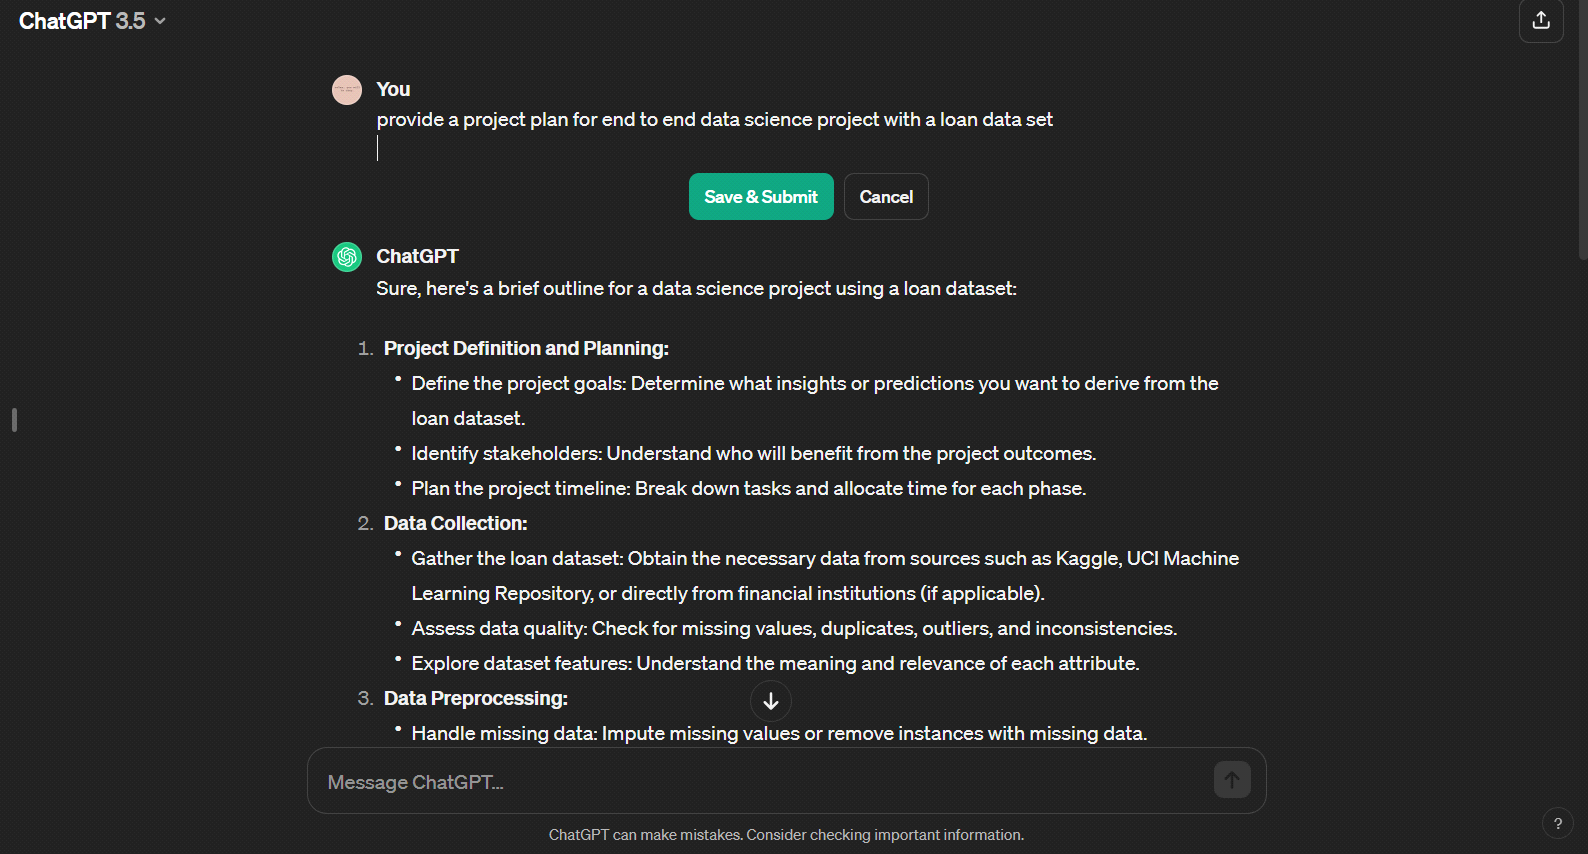 ChatGPT 3.5
You
provide a project plan for end to end data science project with a loan data set
Save & Submit
Cancel
ChatGPT
Sure, here's a brief outline for a data science project using a loan dataset:
1. Project Definition and Planning:
• Define the project goals: Determine what insights or predictions you want to derive from the
loan dataset.
• Identify stakeholders: Understand who will benefit from the project outcomes.
• Plan the project timeline: Break down tasks and allocate time for each phase.
2. Data Collection:
• Gather the loan dataset: Obtain the necessary data from sources such as Kaggle, UCI Machine
Learning Repository, or directly from financial institutions (if applicable).
• Assess data quality: Check for missing values, duplicates, outliers, and inconsistencies.
• Explore dataset features: Understand the meaning and relevance of each attribute.
3. Data Preprocessing:
• Handle missing data: Impute missing values or remove instances with missing data.
Message ChatGPT...
ChatGPT can make mistakes. Consider checking important information.
?